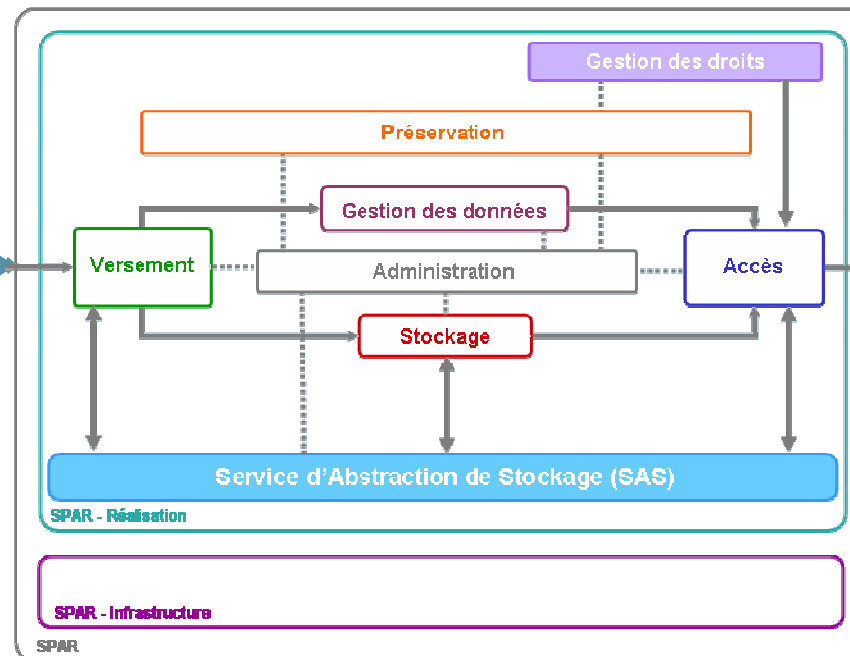 Gestion des droits
Préservation
Gestion des données
Versement
Administration
Accès
Stockage
Service d'Abstraction de Stockage (SAS)
SPAR - Réalisation
SPAR - Infrastructure
SPAR